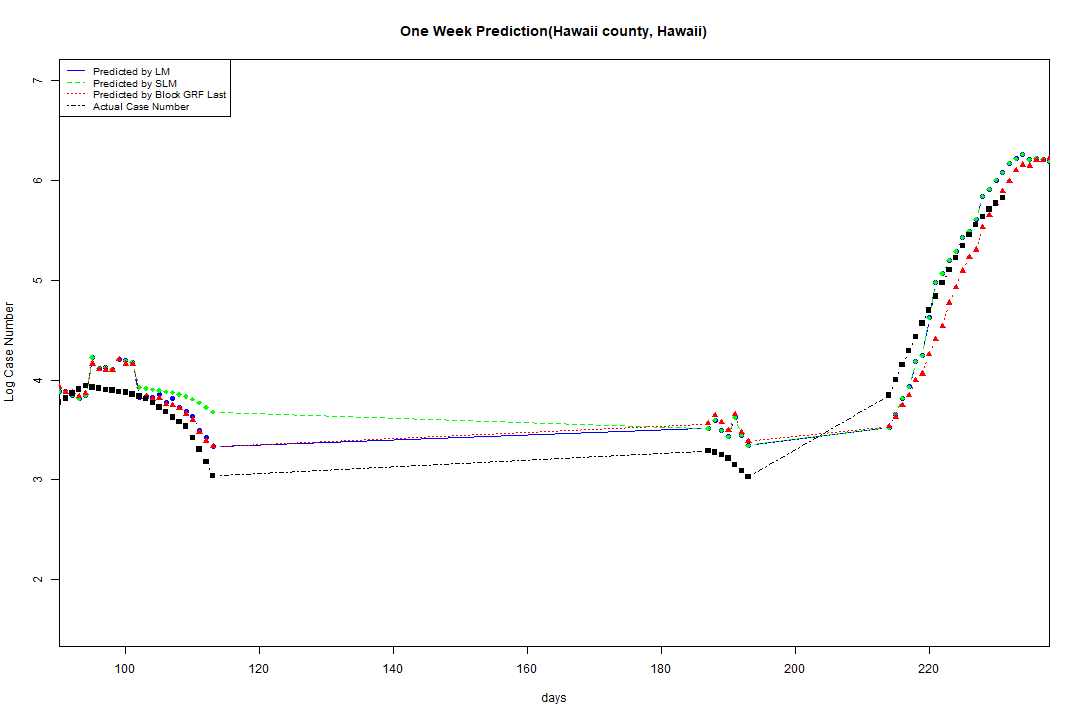 One Week Prediction(Hawaii county, Hawaii)
Predicted by LM
Predicted by SLM
Predicted by Block GRF Last
Actual Case Number
7
6
5
4
3
2
Log Case Number
100 120 140 160 180 200 220
days